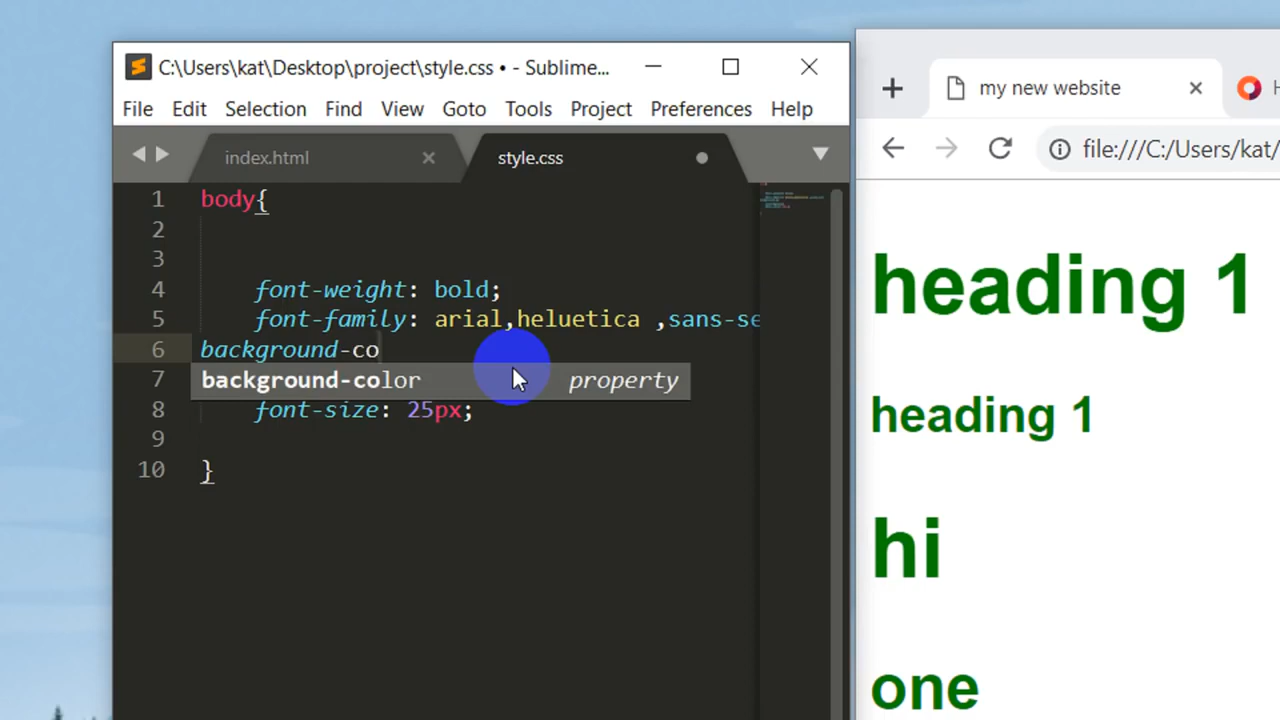 C:\Users\kat\Desktop\project\style.css • - Sublime...
File Edit Selection Find View Goto Tools Project Preferences Help
index.html
style.css
1 body{
2
3
4 font-weight: bold;
5 font-family: arial,heluetica ,sans-se
6 background-co
7 background-color property
8 font-size: 25px;
9
10 }
my new website
file:///C:/Users/kat/
heading 1
heading 1
hi
one